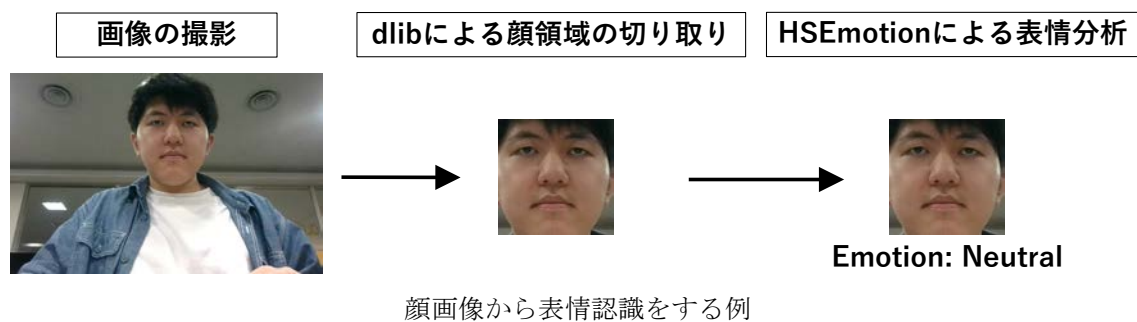 画像の撮影
dlibによる顔領域の切り取り
HSEmotionによる表情分析
Emotion: Neutral
顔画像から表情認識をする例